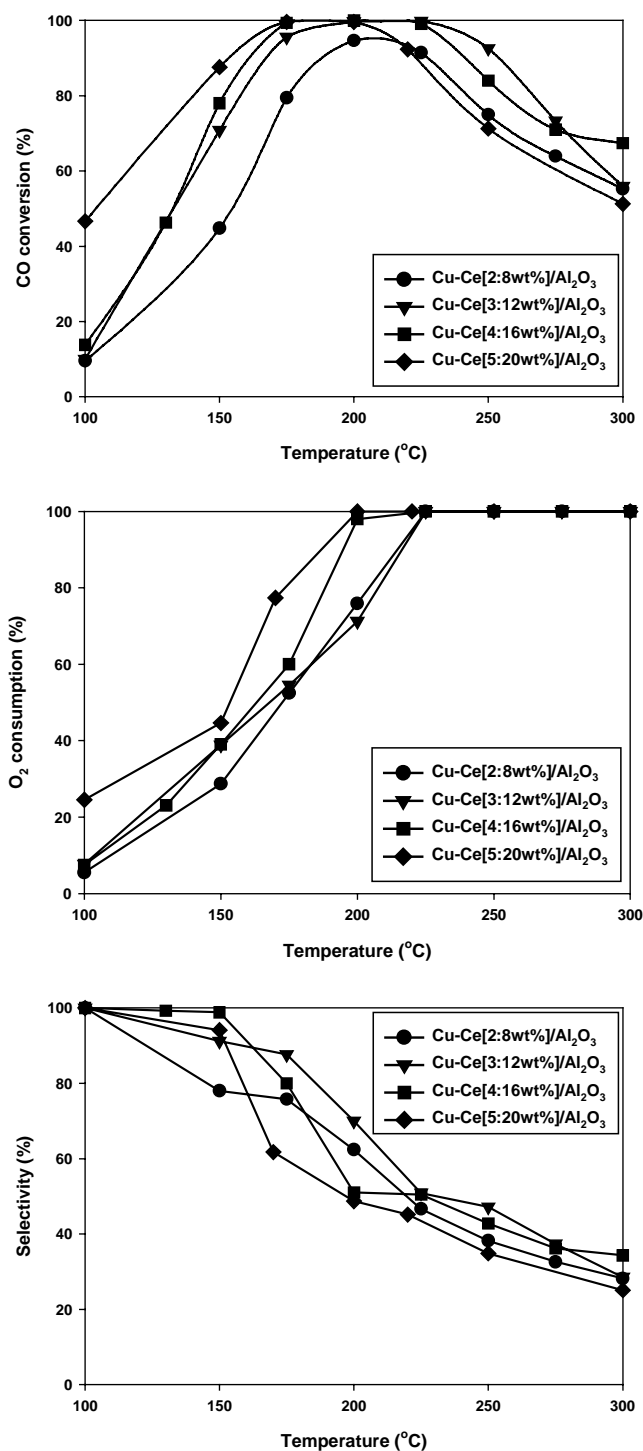 100
80
60
40
20
0
CO conversion (%)
Cu-Ce[2:8wt%]/Al₂O₃
Cu-Ce[3:12wt%]/Al₂O₃
Cu-Ce[4:16wt%]/Al₂O₃
Cu-Ce[5:20wt%]/Al₂O₃
100 150 200 250 300
Temperature (°C)
100
80
60
40
20
0
O₂ consumption (%)
Cu-Ce[2:8wt%]/Al₂O₃
Cu-Ce[3:12wt%]/Al₂O₃
Cu-Ce[4:16wt%]/Al₂O₃
Cu-Ce[5:20wt%]/Al₂O₃
100 150 200 250 300
Temperature (°C)
100
80
60
40
20
0
Selectivity (%)
Cu-Ce[2:8wt%]/Al₂O₃
Cu-Ce[3:12wt%]/Al₂O₃
Cu-Ce[4:16wt%]/Al₂O₃
Cu-Ce[5:20wt%]/Al₂O₃
100 150 200 250 300
Temperature (°C)